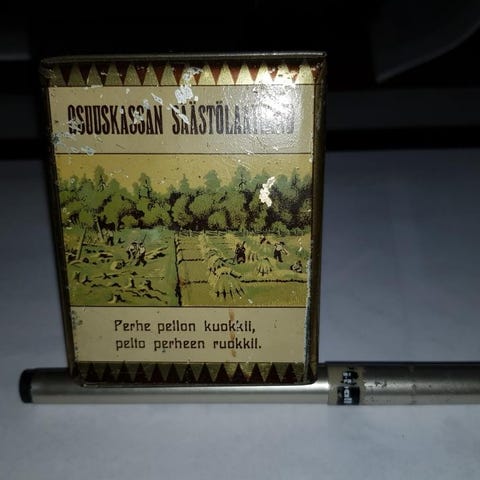 OSUUSKASSAN SÄÄSTÖLAATIKKO
Perhe pellon kuokkii,
pelto perheen ruokkii.